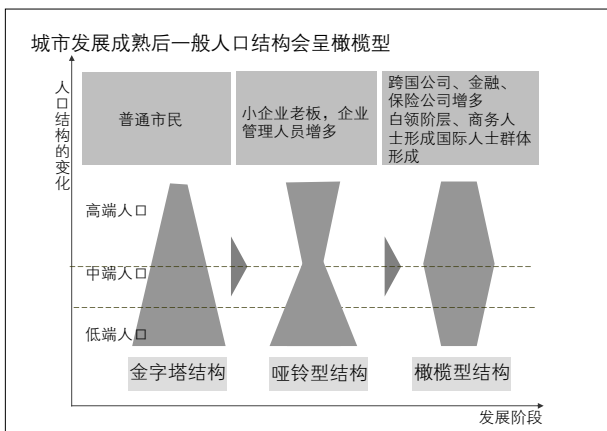 城市发展成熟后一般人口结构会呈橄榄型
人口结构的变化
普通市民
小企业老板，企业
管理人员增多
跨国公司、金融、
保险公司增多
白领阶层、商务人
士形成国际人士群体
形成
高端人口
中端人口
低端人口
金字塔结构
哑铃型结构
橄榄型结构
发展阶段